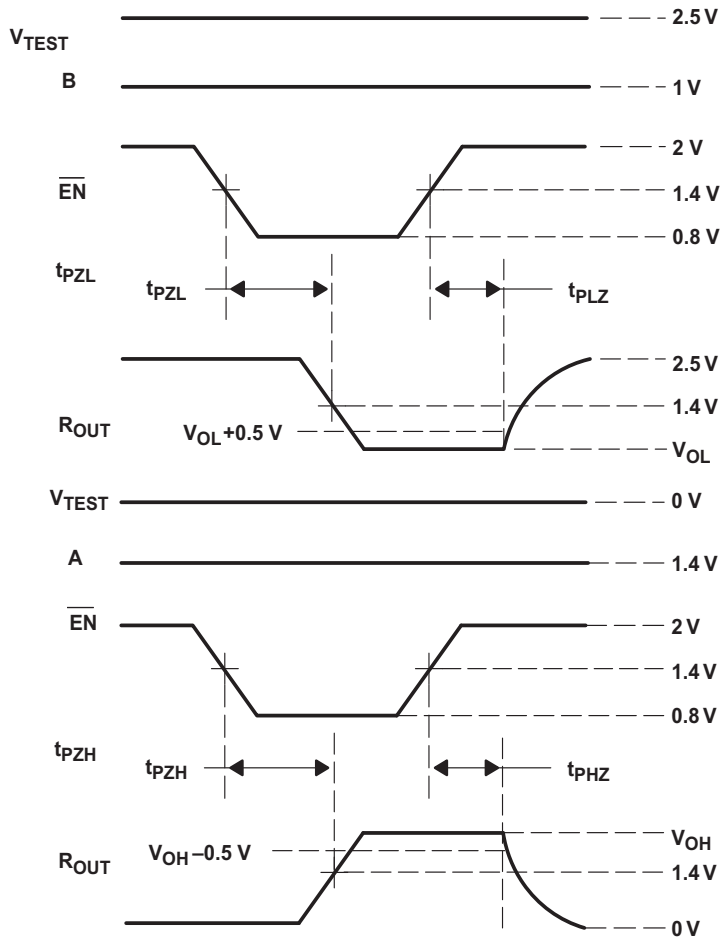 2.5 V
VTEST
B
1 V
2 V
EN
1.4 V
0.8 V
tPZL
tPZL
tPLZ
2.5 V
1.4 V
ROUT
VOL+0.5 V
VOL
VTEST
0 V
A
1.4 V
EN
2 V
1.4 V
0.8 V
tPZH
tPZH
tPHZ
VOH
ROUT
VOH–0.5 V
1.4 V
0 V